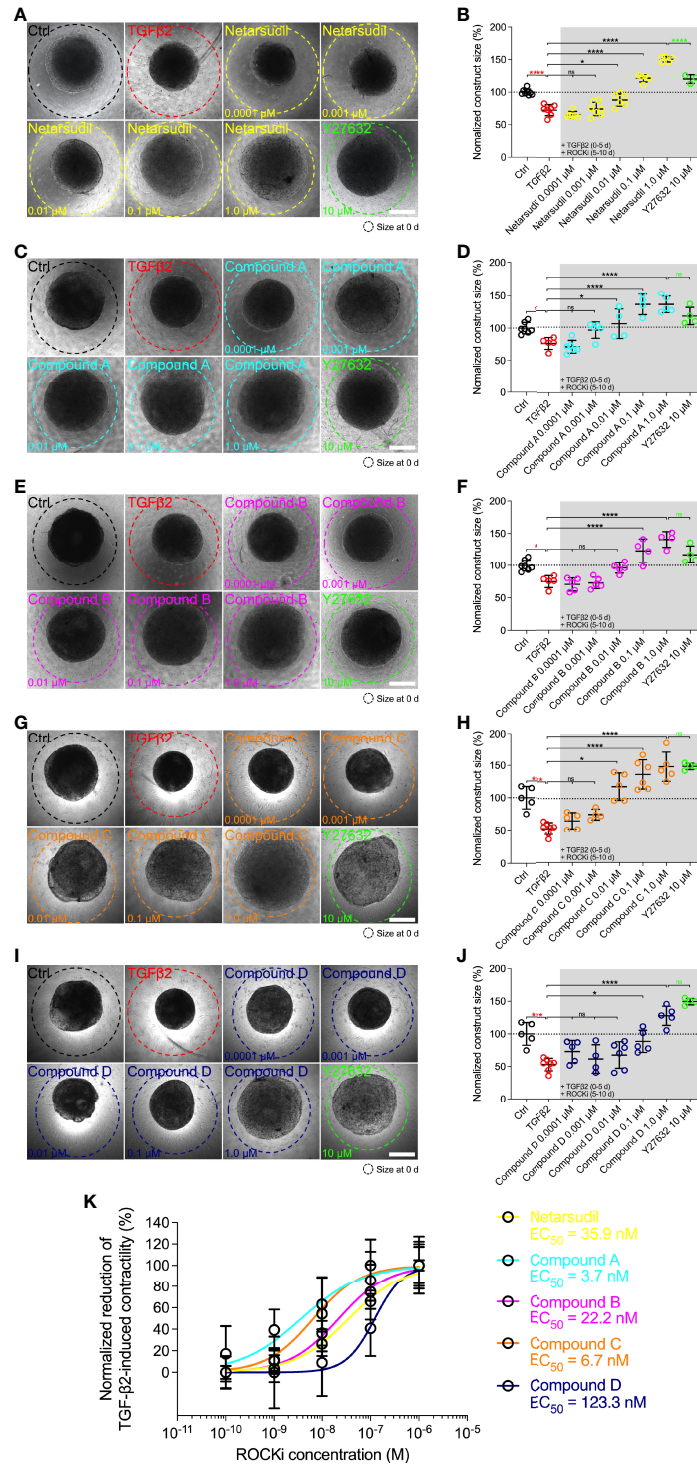 A
Ctrl
TGFβ2
Netarsudil
0.0001 µM
Netarsudil
0.001 µM
Netarsudil
0.01 µM
Netarsudil
0.1 µM
Netarsudil
1.0 µM
Y27632
10 µM
Size at 0 d
B
Nomalized construct size (%)
200
150
100
50
0
****
ns
*
****
****
****
+ TGFβ2 (0-5 d)
+ ROCKi (5-10 d)
Ctrl
TGFβ2
Netarsudil 0.0001 µM
Netarsudil 0.001 µM
Netarsudil 0.01 µM
Netarsudil 0.1 µM
Netarsudil 1.0 µM
Y27632 10 µM
C
Ctrl
TGFβ2
Compound A
0.0001 µM
Compound A
0.001 µM
Compound A
0.01 µM
Compound A
Compound A
1.0 µM
Y27632
10 µM
Size at 0 d
D
Normalized construct size (%)
200
150
100
50
0
ns
*
****
****
ns
+ TGFβ2 (0-5 d)
+ ROCKi (5-10 d)
Ctrl
TGFβ2
Compound A 0.0001 µM
Compound A 0.001 µM
Compound A 0.01 µM
Compound A 0.1 µM
Compound A 1.0 µM
Y27632 10 µM
E
Ctrl
TGFβ2
Compound B
Compound B
0.001 µM
Compound B
0.01 µM
Compound B
0.1 µM
Compound B
1.0 µM
Y27632
10 µM
Size at 0 d
F
Normalized construct size (%)
200
150
100
50
0
*
ns
****
****
ns
+ TGFβ2 (0-5 d)
+ ROCKi (5-10 d)
Ctrl
TGFβ2
Compound B 0.0001 µM
Compound B 0.001 µM
Compound B 0.01 µM
Compound B 0.1 µM
Compound B 1.0 µM
Y27632 10 µM
G
Ctrl
TGFβ2
Compound C
0.0001 µM
Compound C
0.001 µM
Compound C
0.01 µM
Compound C
0.1 µM
Compound C
1.0 µM
Y27632
10 µM
Size at 0 d
H
Normalized construct size (%)
200
150
100
50
0
ns
*
****
****
ns
+ TGFβ2 (0-5 d)
+ ROCKi (5-10 d)
Ctrl
TGFβ2
Compound C 0.0001 µM
Compound C 0.001 µM
Compound C 0.01 µM
Compound C 0.1 µM
Compound C 1.0 µM
Y27632 10 µM
I
Ctrl
TGFβ2
Compound D
0.0001 µM
Compound D
0.001 µM
Compound D
0.01 µM
Compound D
0.1 µM
Compound D
1.0 µM
Y27632
10 µM
Size at 0 d
J
Normalized construct size (%)
200
150
100
50
0
ns
*
****
ns
+ TGFβ2 (0-5 d)
+ ROCKi (5-10 d)
Ctrl
TGFβ2
Compound D 0.0001 µM
Compound D 0.001 µM
Compound D 0.01 µM
Compound D 0.1 µM
Compound D 1.0 µM
Y27632 10 µM
K
Normalized reduction of
TGF-β2-induced contractility (%)
140
120
100
80
60
40
20
0
10⁻¹¹
10⁻¹⁰
10⁻⁹
10⁻⁸
10⁻⁷
10⁻⁶
10⁻⁵
ROCKi concentration (M)
Netarsudil
EC₅₀ = 35.9 nM
Compound A
EC₅₀ = 3.7 nM
Compound B
EC₅₀ = 22.2 nM
Compound C
EC₅₀ = 6.7 nM
Compound D
EC₅₀ = 123.3 nM